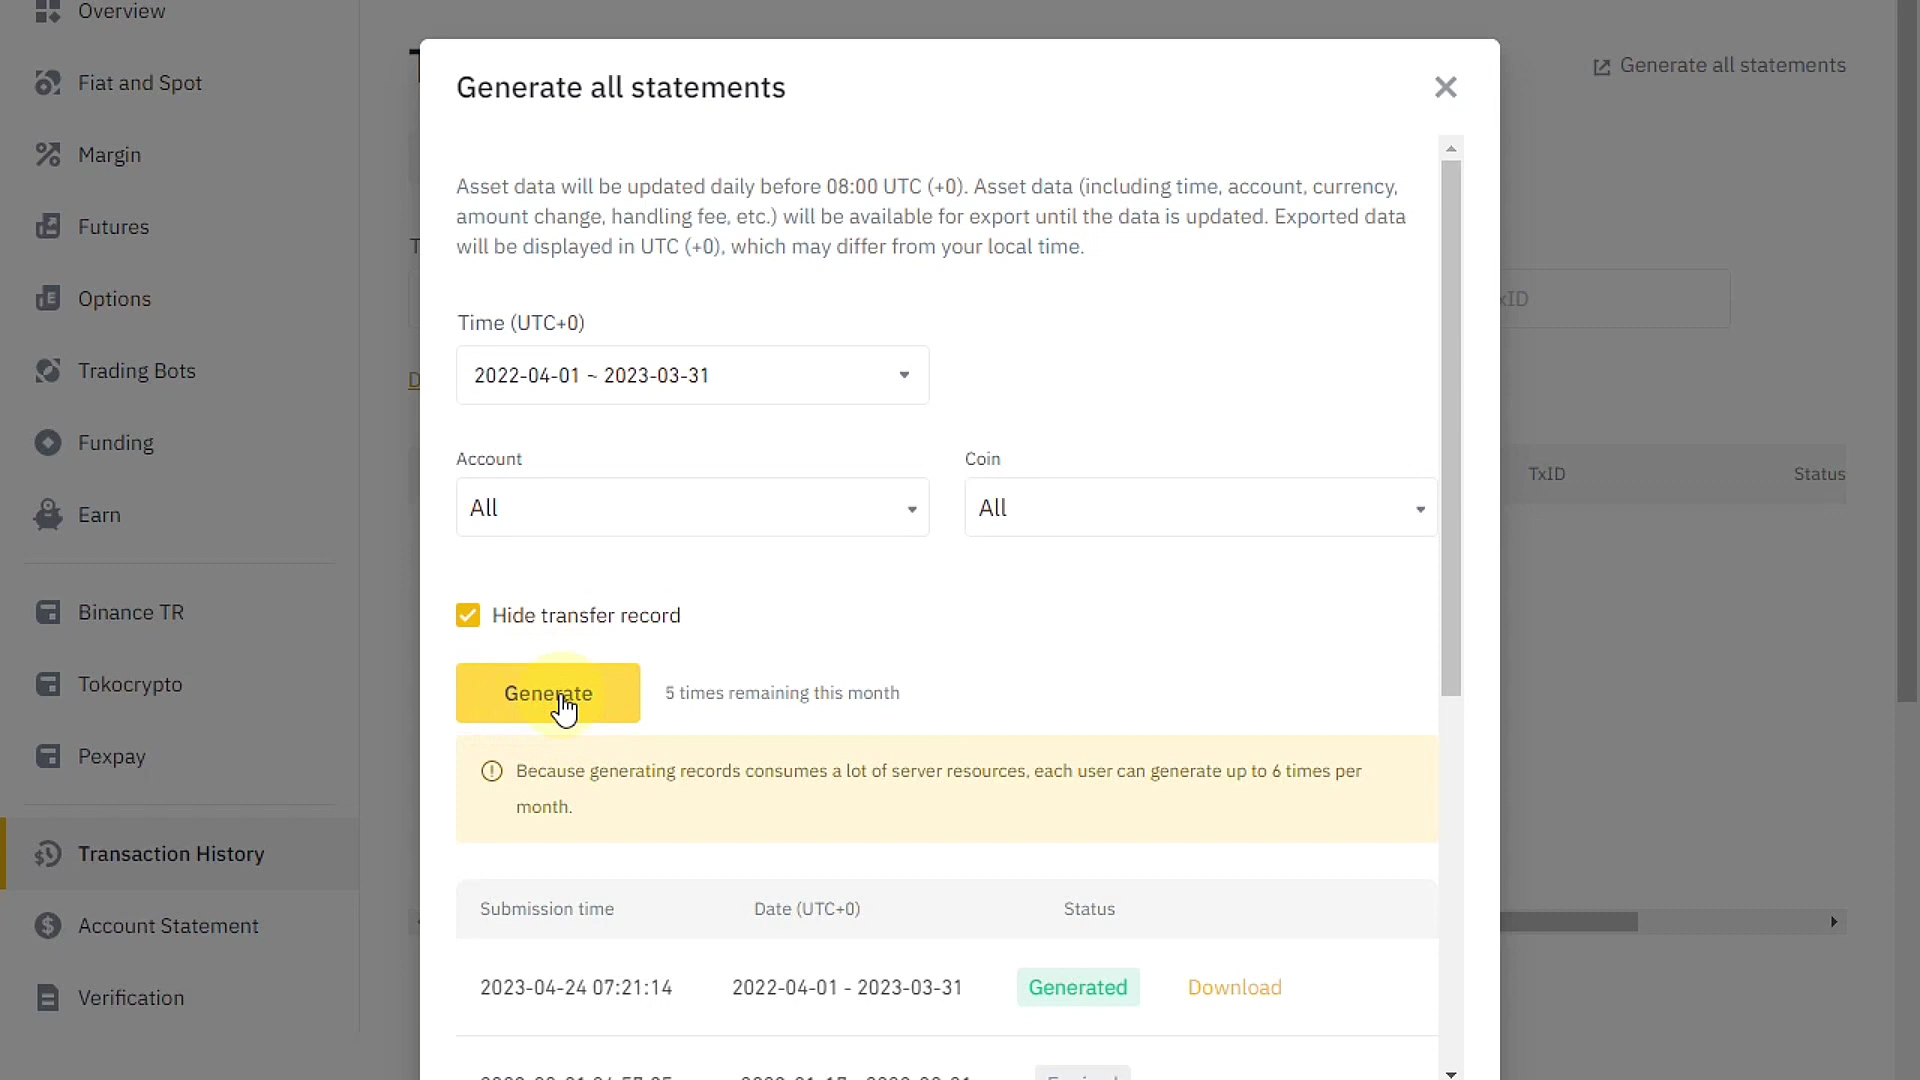 Overview
Fiat and Spot
Margin
Futures
Options
Trading Bots
Funding
Earn
Binance TR
Tokocrypto
Pexpay
Transaction History
Account Statement
Verification
Generate all statements
Generate all statements
Asset data will be updated daily before 08:00 UTC (+0). Asset data (including time, account, currency,
amount change, handling fee, etc.) will be available for export until the data is updated. Exported data
will be displayed in UTC (+0), which may differ from your local time.
Time (UTC+0)
2022-04-01 ~ 2023-03-31
Account Coin
All All
Hide transfer record
Generate 5 times remaining this month
Because generating records consumes a lot of server resources, each user can generate up to 6 times per
month.
Submission time Date (UTC+0) Status
2023-04-24 07:21:14 2022-04-01 - 2023-03-31 Generated Download
TxID Status